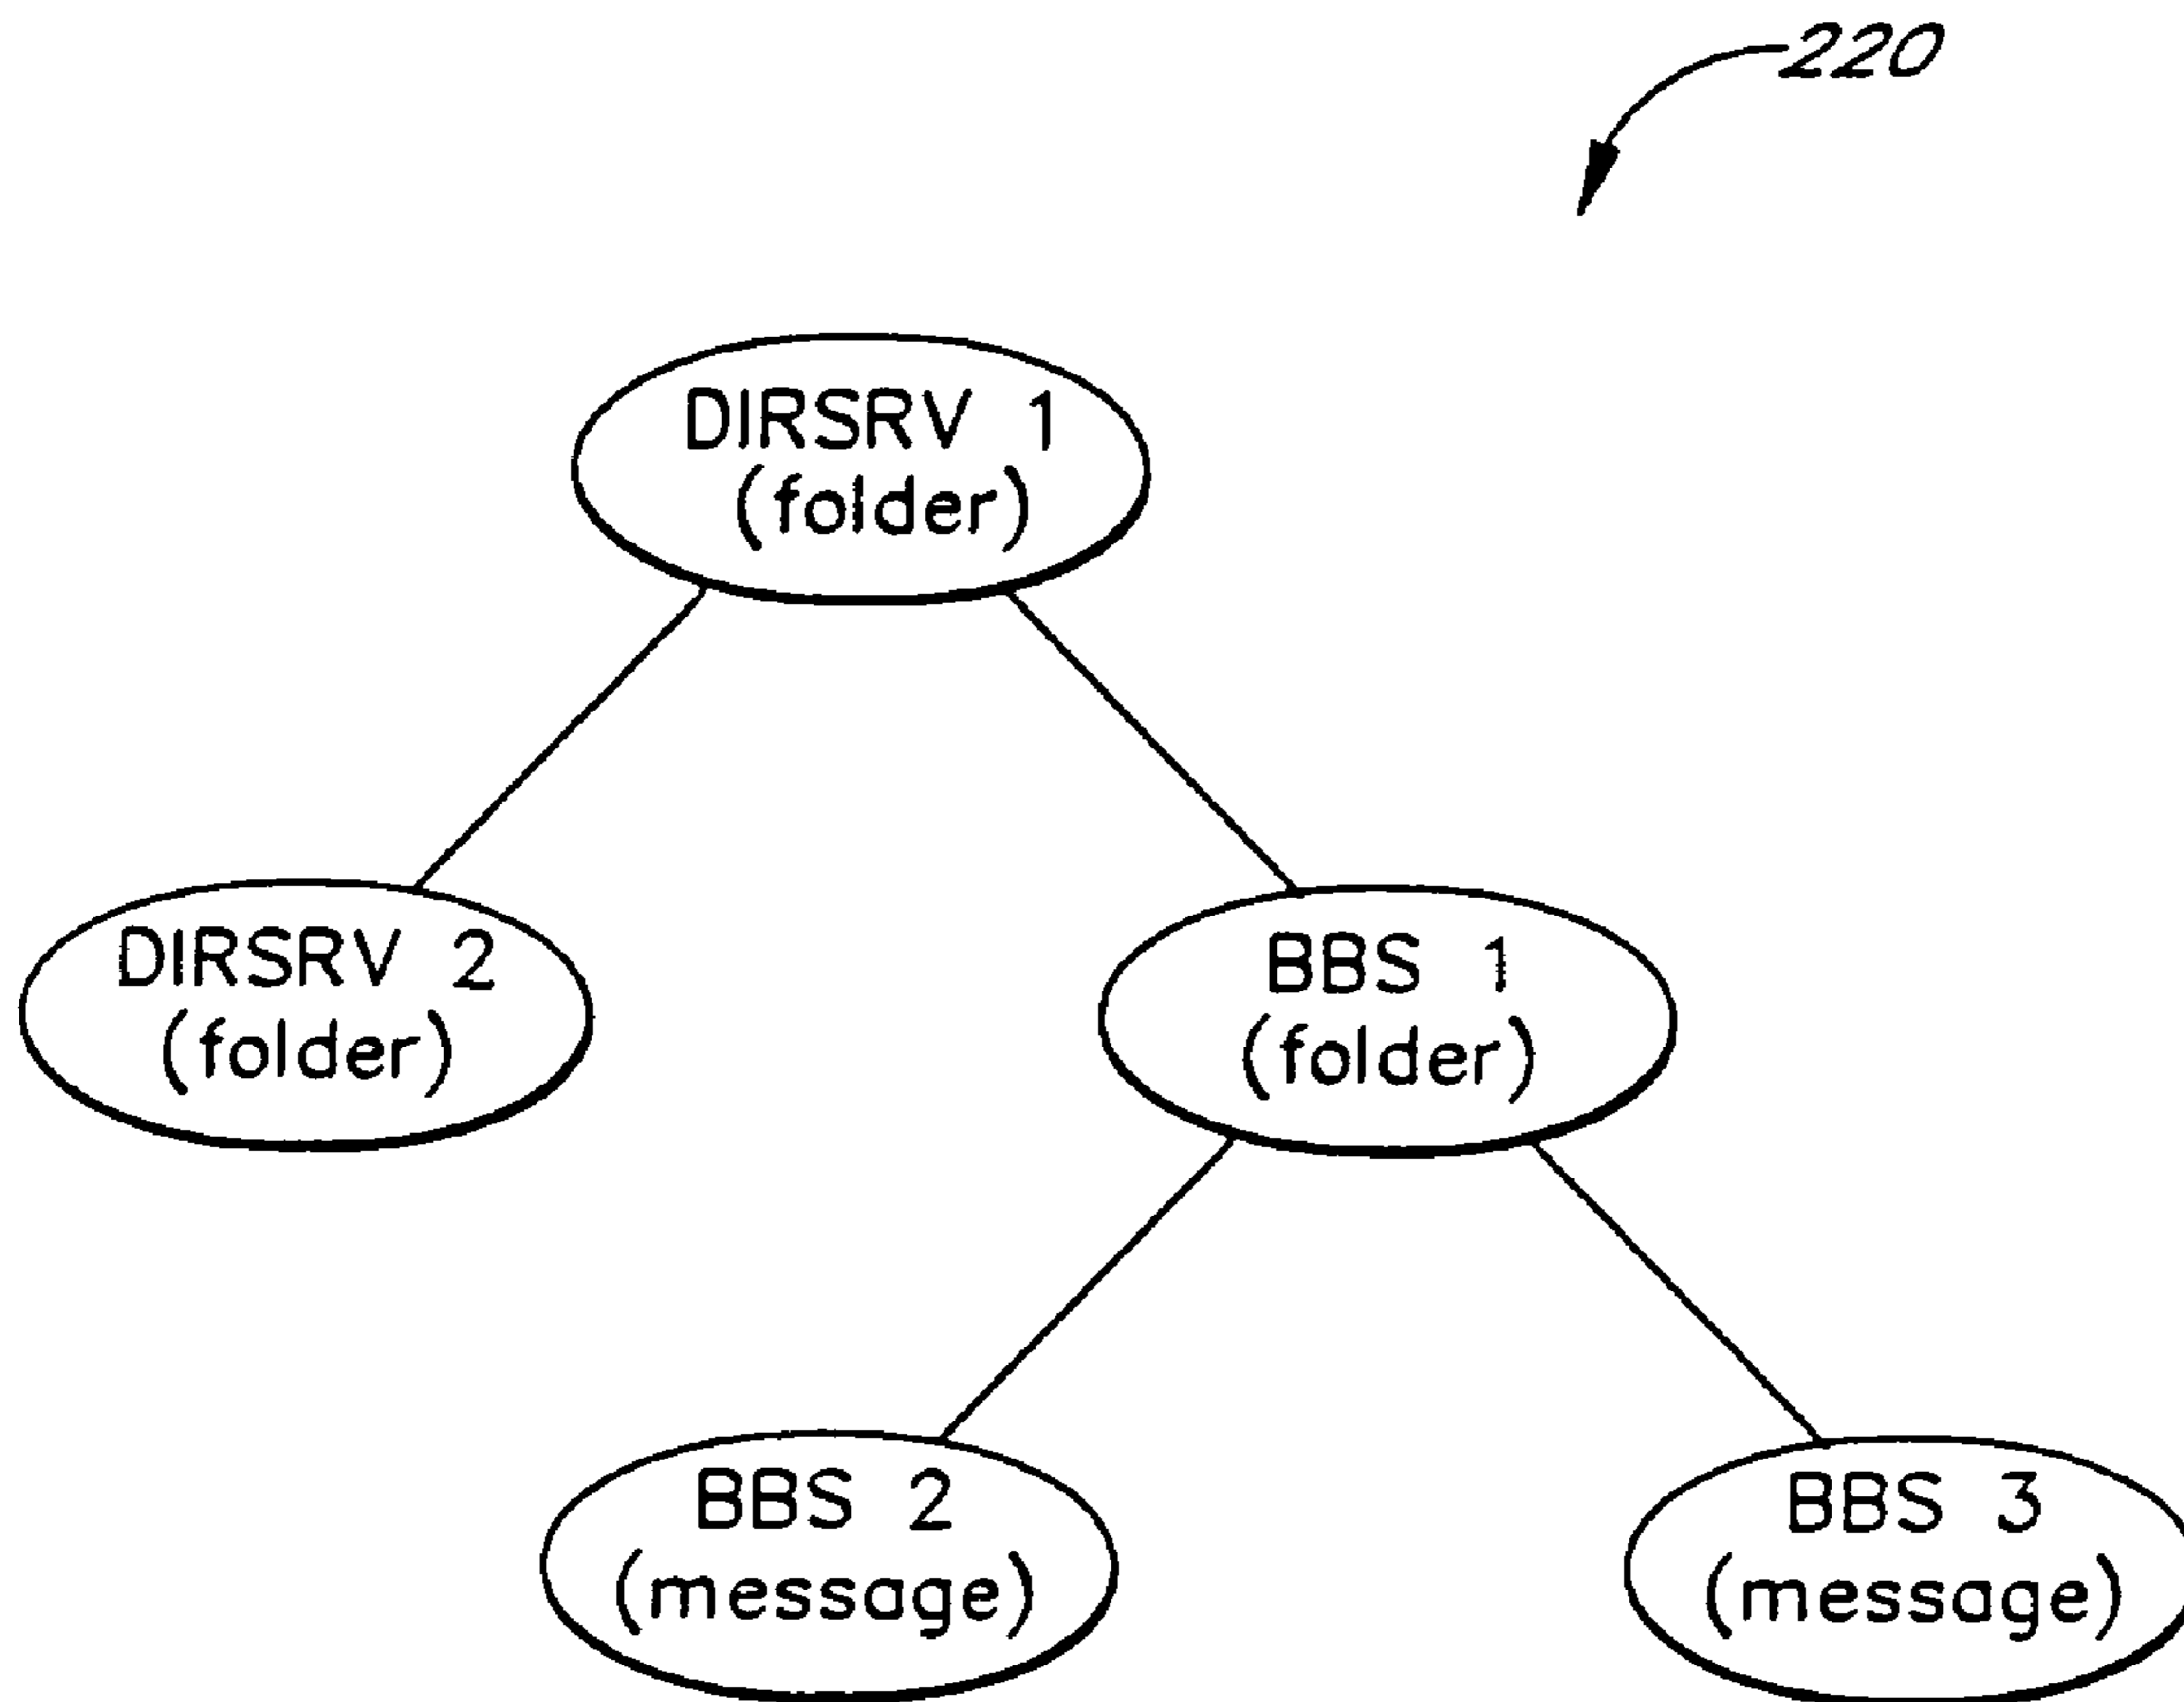 220
DIRSRV 1
(folder)
DIRSRV 2
(folder)
BBS 1
(folder)
BBS 2
(message)
BBS 3
(message)